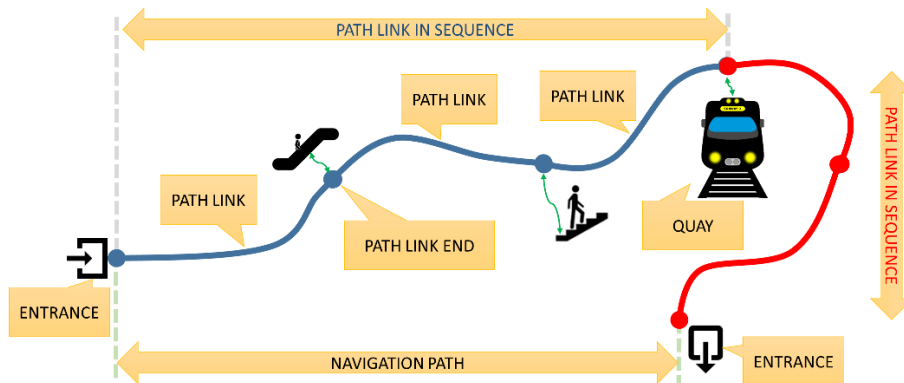 PATH LINK IN SEQUENCE
PATH LINK
PATH LINK
PATH LINK
PATH LINK IN SEQUENCE
QUAY
PATH LINK END
ENTRANCE
NAVIGATION PATH
ENTRANCE